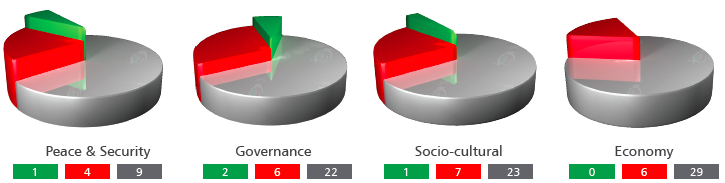 Peace & Security Governance Socio-cultural Economy
1 4 9 2 6 22 1 7 23 0 6 29